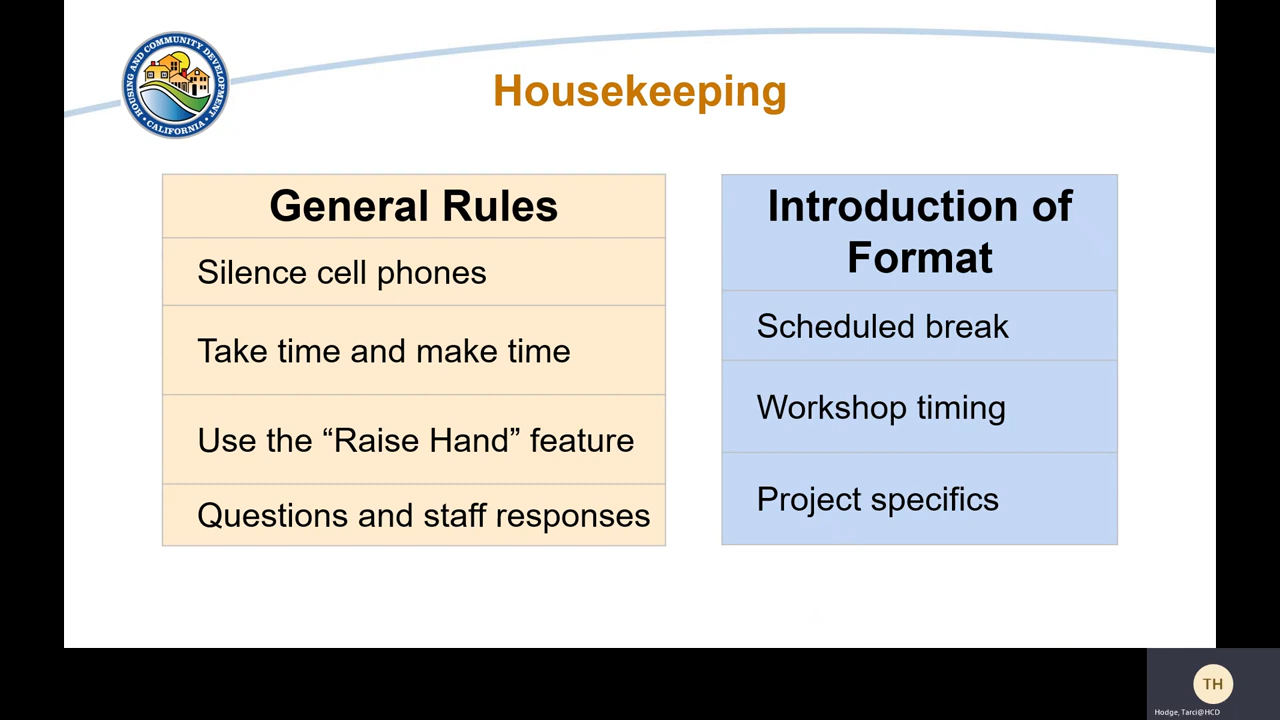 HOUSING AND COMMUNITY DEVELOPMENT
• CALIFORNIA •
Housekeeping
General Rules
Silence cell phones
Take time and make time
Use the “Raise Hand” feature
Questions and staff responses
Introduction of
Format
Scheduled break
Workshop timing
Project specifics
TH
Hodge, Tarci@HCD